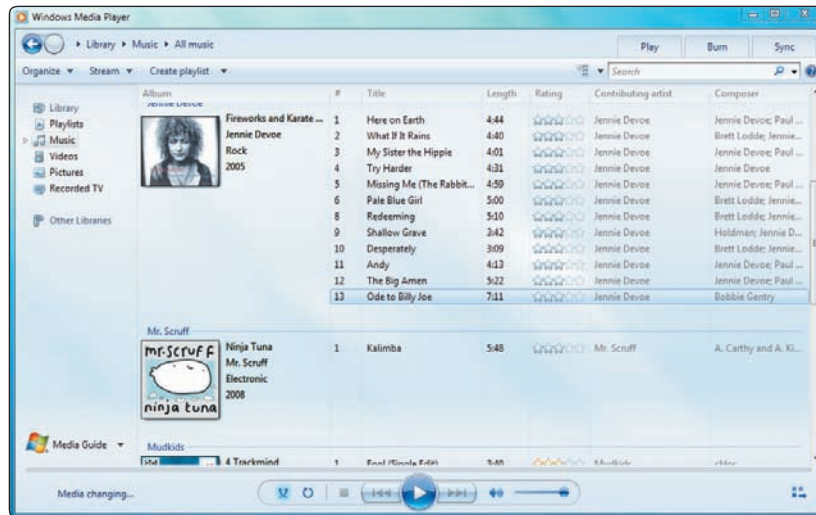 Windows Media Player
Library Music All music
Play Burn Sync
Organize Stream Create playlist Search
Album # Title Length Rating Contributing artist Composer
Jennie Devoe
Library
Playlists
Music
Videos
Pictures
Recorded TV
Other Libraries
Fireworks and Karate ...
Jennie Devoe
Rock
2005
1 Here on Earth 4:44 Jennie Devoe Jennie Devoe; Paul ...
2 What If It Rains 4:40 Jennie Devoe Brett Lodde; Jennie...
3 My Sister the Hippie 4:01 Jennie Devoe Jennie Devoe; Paul ...
4 Try Harder 4:31 Jennie Devoe Jennie Devoe
5 Missing Me (The Rabbit... 4:59 Jennie Devoe Jennie Devoe; Paul ...
6 Pale Blue Girl 5:00 Jennie Devoe Brett Lodde; Jennie...
8 Redeeming 5:10 Jennie Devoe Brett Lodde; Jennie...
9 Shallow Grave 3:42 Jennie Devoe Holdman; Jennie D...
10 Desperately 3:09 Jennie Devoe Brett Lodde; Jennie...
11 Andy 4:13 Jennie Devoe Jennie Devoe; Paul ...
12 The Big Amen 5:22 Jennie Devoe Jennie Devoe; Paul ...
13 Ode to Billy Joe 7:11 Jennie Devoe Bobbie Gentry
Mr. Scruff
mr.scruff
ninja tuna
Ninja Tuna
Mr. Scruff
Electronic
2008
1 Kalimba 5:48 Mr. Scruff A. Carthy and A. Ki...
Mudkids
4 Trackmind 1 Fool (Single Edit) 3:40 Mudkids
Media Guide
Media changing...